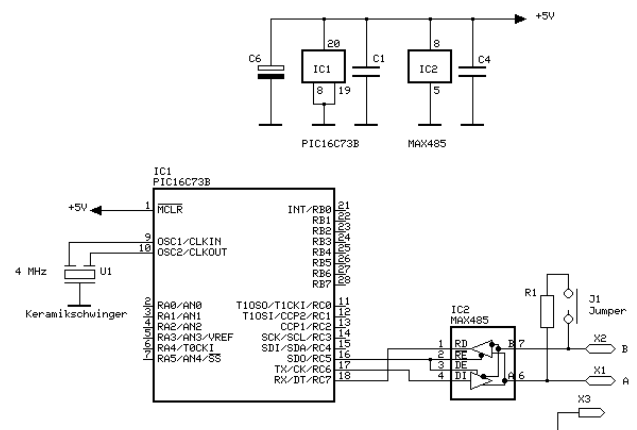 +5V
C6
20
IC1
8
19
C1
8
IC2
5
C4
PIC16C73B
MAX485
IC1
PIC16C73B
+5V
1 MCLR
INT/RB0 21
RB1 22
RB2 23
9 OSC1/CLKIN
RB3 24
10 OSC2/CLKOUT
RB4 25
RB5 26
4 MHz
U1
RB6 27
RB7 28
Keramikschwinger
2 RA0/AN0
T1OSO/T1CKI/RC0 11
3 RA1/AN1
T1OSI/CCP2/RC1 12
4 RA2/AN2
CCP1/RC2 13
5 RA3/AN3/VREF
SCK/SCL/RC3 14
6 RA4/T0CKI
SDI/SDA/RC4 15
7 RA5/AN4/SS
SDO/RC5 16
TX/CK/RC6 17
RX/DT/RC7 18
IC2
MAX485
1 RD
2 RE
3 DE
4 DI
B 7
A 6
R1
J1
Jumper
X2
B
X1
A
X3